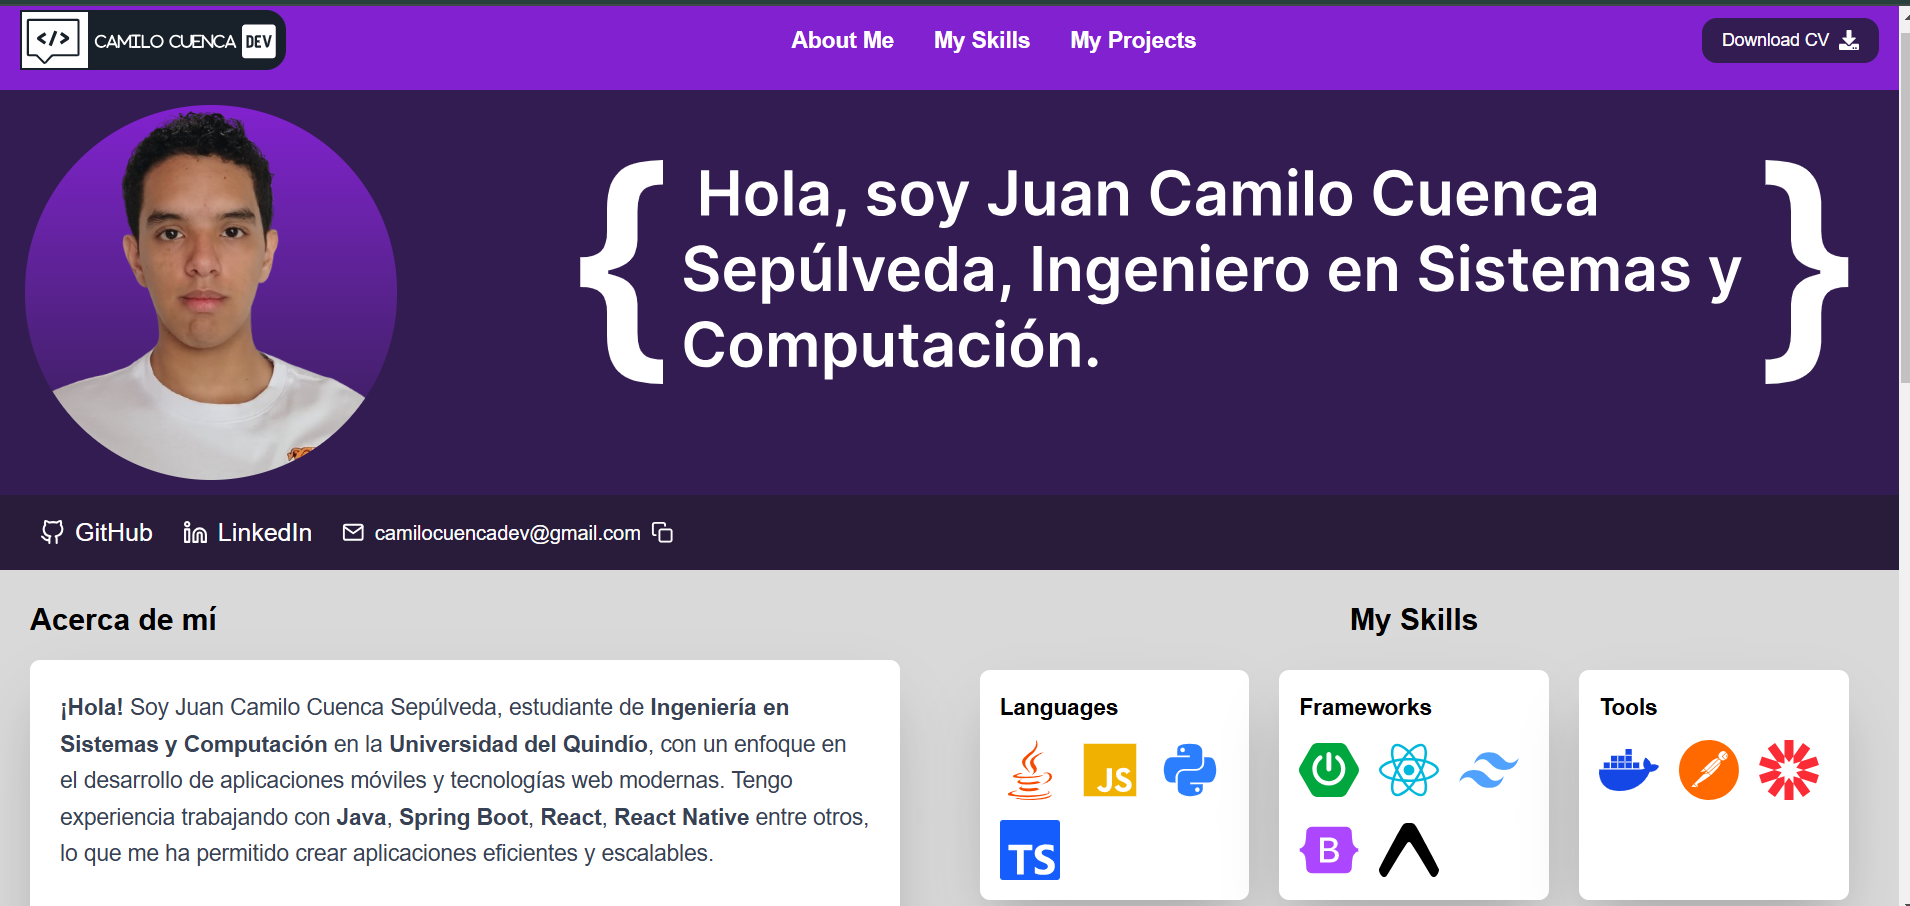 </> CAMILO CUENCA DEV
About Me
My Skills
My Projects
Download CV
{ Hola, soy Juan Camilo Cuenca
Sepúlveda, Ingeniero en Sistemas y
Computación. }
GitHub
LinkedIn
camilocuencadev@gmail.com
Acerca de mí
¡Hola! Soy Juan Camilo Cuenca Sepúlveda, estudiante de Ingeniería en
Sistemas y Computación en la Universidad del Quindío, con un enfoque en
el desarrollo de aplicaciones móviles y tecnologías web modernas. Tengo
experiencia trabajando con Java, Spring Boot, React, React Native entre otros,
lo que me ha permitido crear aplicaciones eficientes y escalables.
My Skills
Languages
JS
TS
Frameworks
B
Tools